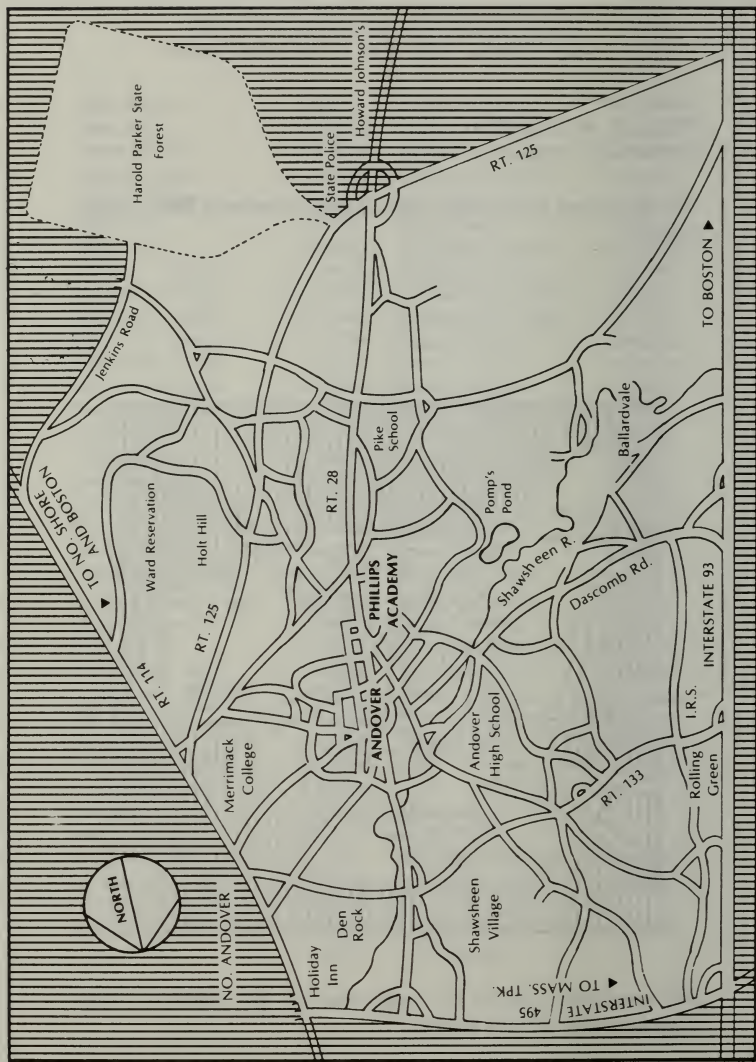 NORTH
TO NO. SHORE
AND BOSTON
Jenkins Road
Harold Parker State
Forest
RT. 114
Ward Reservation
Holt Hill
RT. 125
NO. ANDOVER
Merrimack
College
Holiday
Inn
Den
Rock
RT. 28
State Police
Howard Johnson's
Pike
School
PHILLIPS
ACADEMY
ANDOVER
Pomp's
Pond
RT. 125
Shawsheen
Village
Andover
High School
Shawsheen R.
Dascomb Rd.
Ballardvale
RT. 133
TO MASS. TPK.
INTERSTATE
495
Rolling
Green
I.R.S.
INTERSTATE 93
TO BOSTON